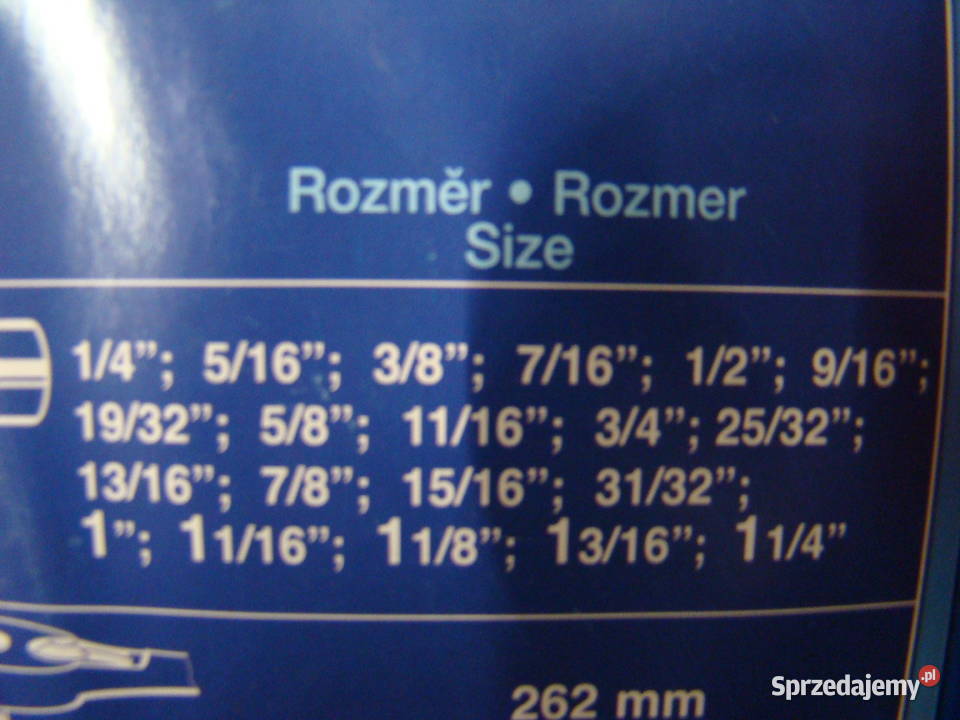 Rozměr • Rozmer
Size
1/4”; 5/16”; 3/8”; 7/16”; 1/2”; 9/16”;
19/32”; 5/8”; 11/16”; 3/4”; 25/32”;
13/16”; 7/8”; 15/16”; 31/32”;
1”; 1 1/16”; 1 1/8”; 1 3/16”; 1 1/4”
262 mm
Sprzedajemy.pl